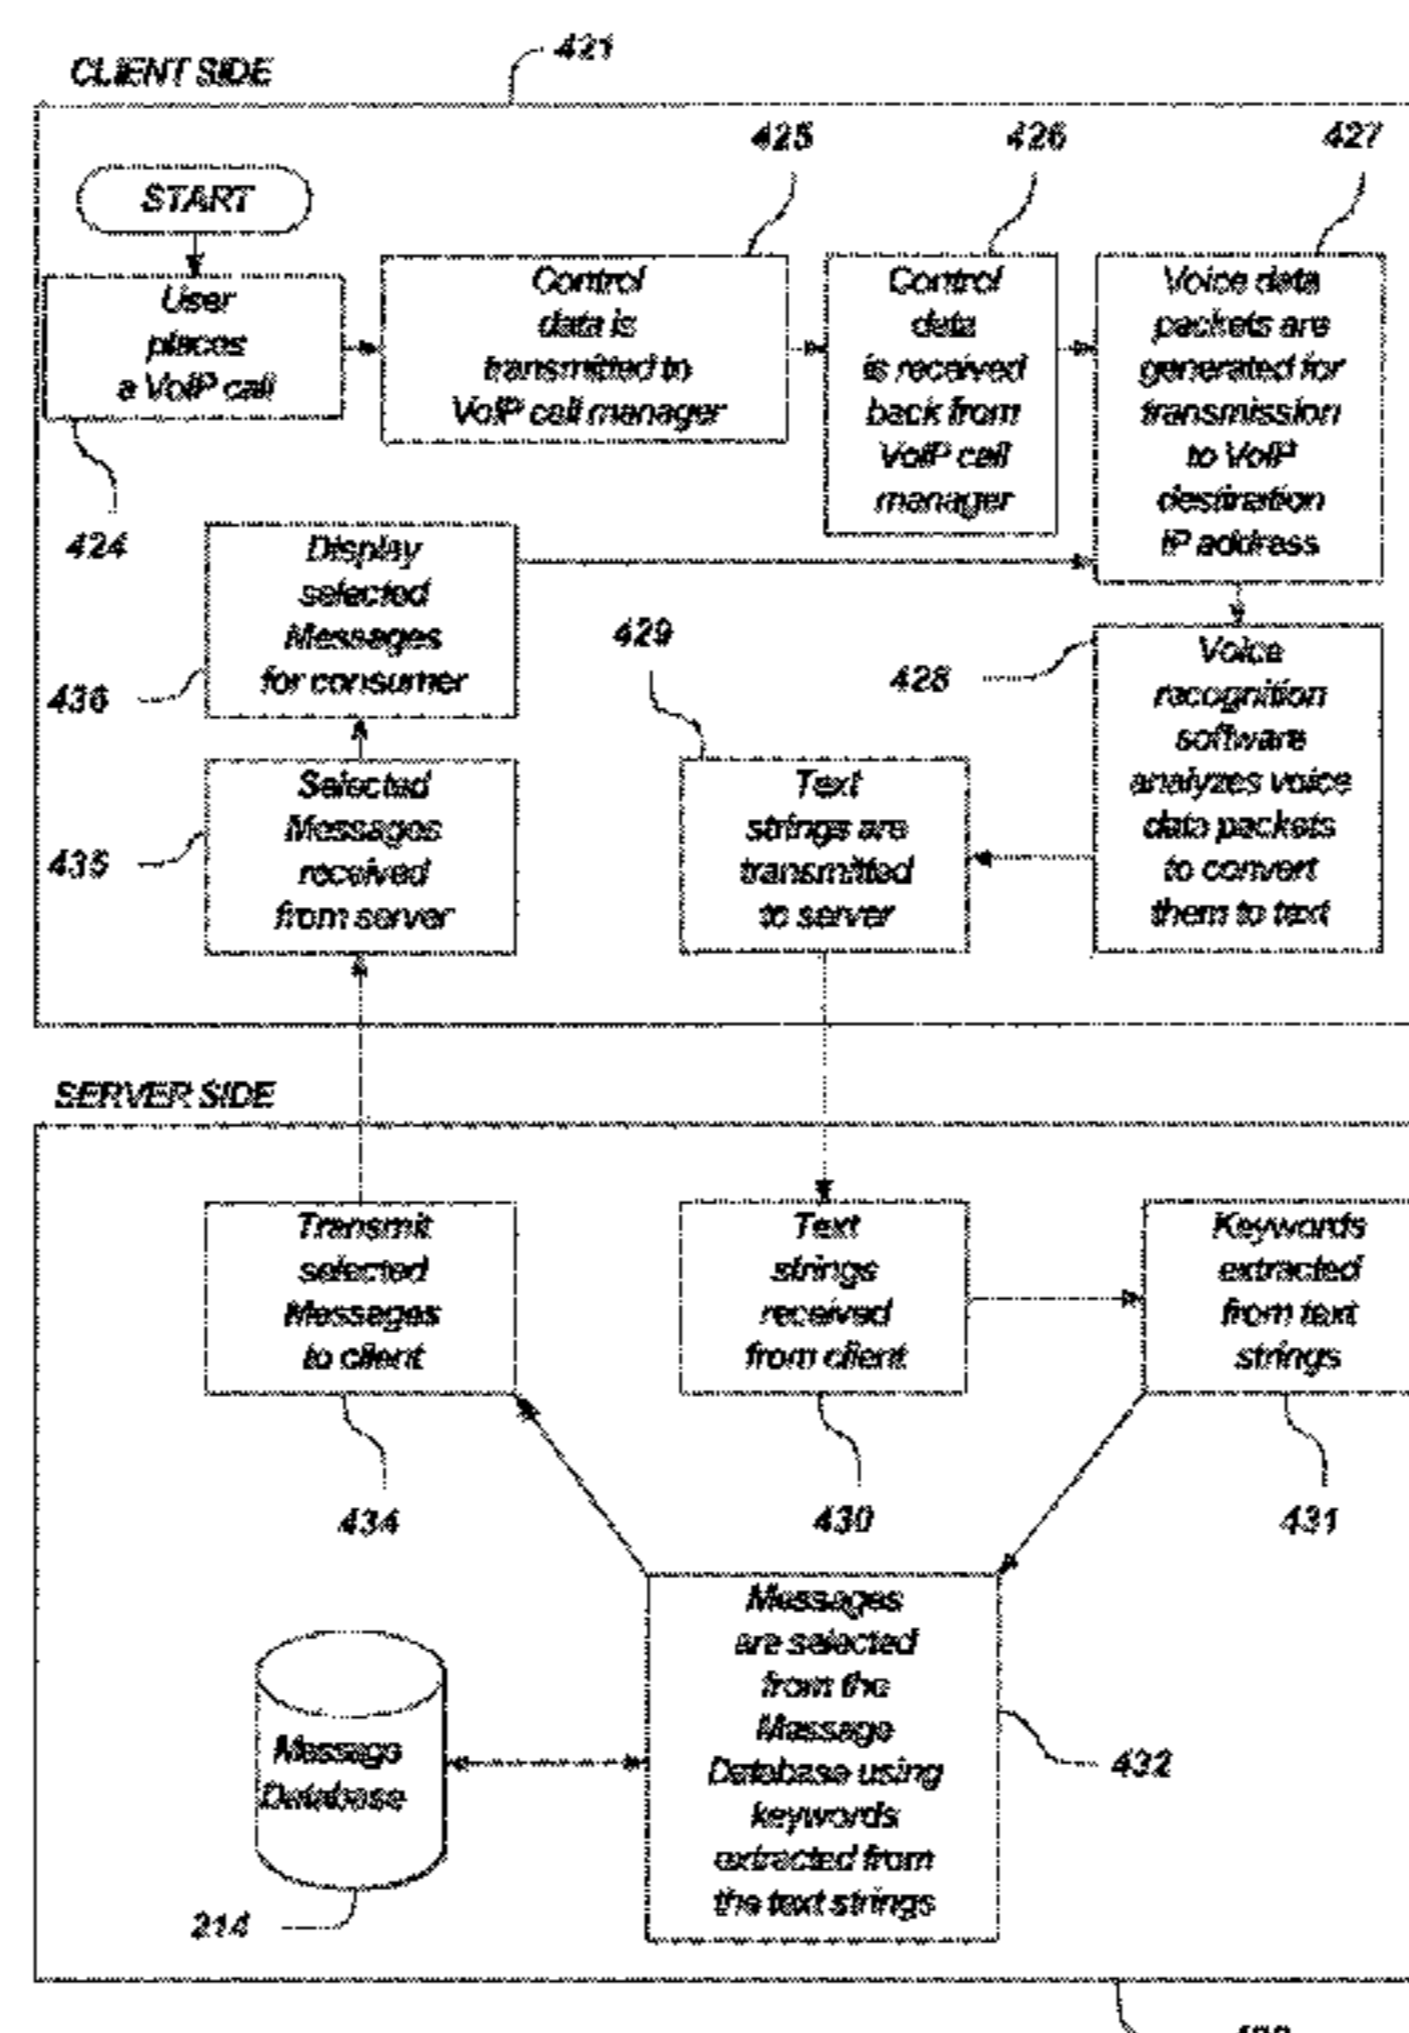 421
CLIENT SIDE
425
426
427
START
User
places
a VoIP call
Control
data is
transmitted to
VoIP call manager
Control
data
is received
back from
VoIP call
manager
Voice data
packets are
generated for
transmission
to VoIP
destination
IP address
424
Display
selected
Messages
for consumer
436
429
428
Voice
recognition
software
analyzes voice
data packets
to convert
them to text
Selected
Messages
received
from server
435
Text
strings are
transmitted
to server
SERVER SIDE
Transmit
selected
Messages
to client
Text
strings
received
from client
Keywords
extracted
from text
strings
434
430
431
Messages
are selected
from the
Message
Database using
keywords
extracted from
the text strings
432
Message
Database
214